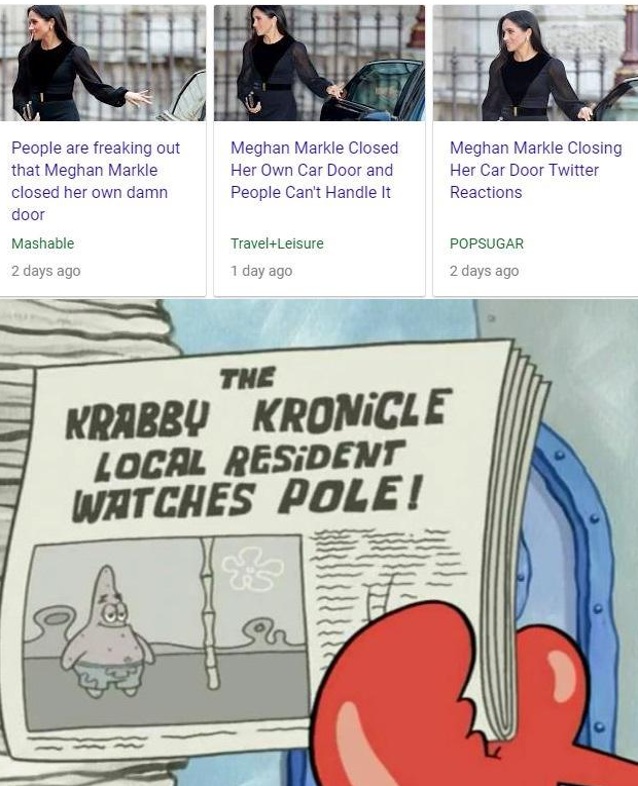 People are freaking out
that Meghan Markle
closed her own damn
door
Mashable
2 days ago
Meghan Markle Closed
Her Own Car Door and
People Can't Handle It
Travel+Leisure
1 day ago
Meghan Markle Closing
Her Car Door Twitter
Reactions
POPSUGAR
2 days ago
THE
KRABBY KRONiCLE
LOCAL RESiDENT
WATCHES POLE!